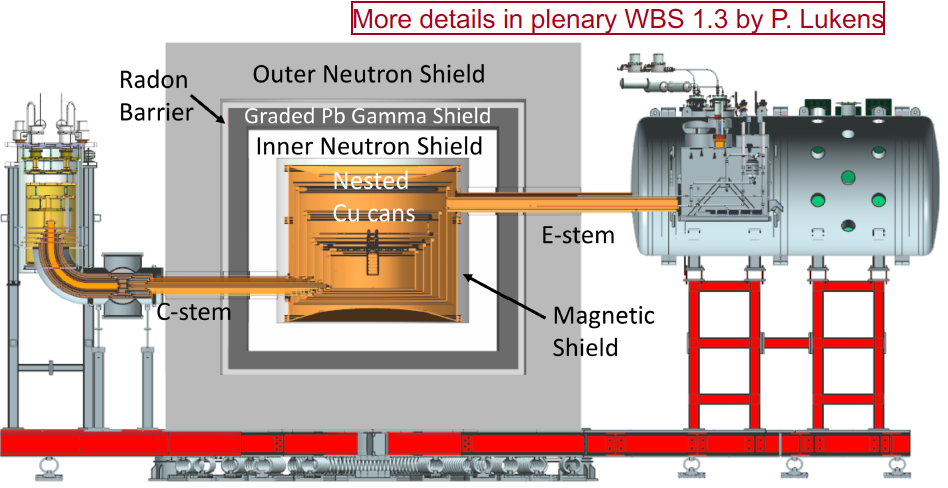 More details in plenary WBS 1.3 by P. Lukens
Outer Neutron Shield
Radon
Barrier
Graded Pb Gamma Shield
Inner Neutron Shield
Nested
Cu cans
E-stem
C-stem
Magnetic
Shield